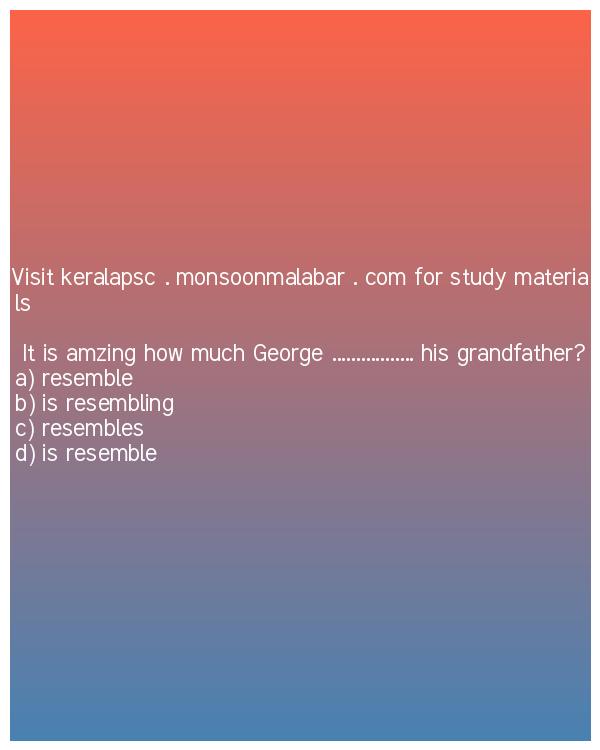 Visit keralapsc . monsoonmalabar . com for study materia
ls
It is amzing how much George ................. his grandfather?
a) resemble
b) is resembling
c) resembles
d) is resemble